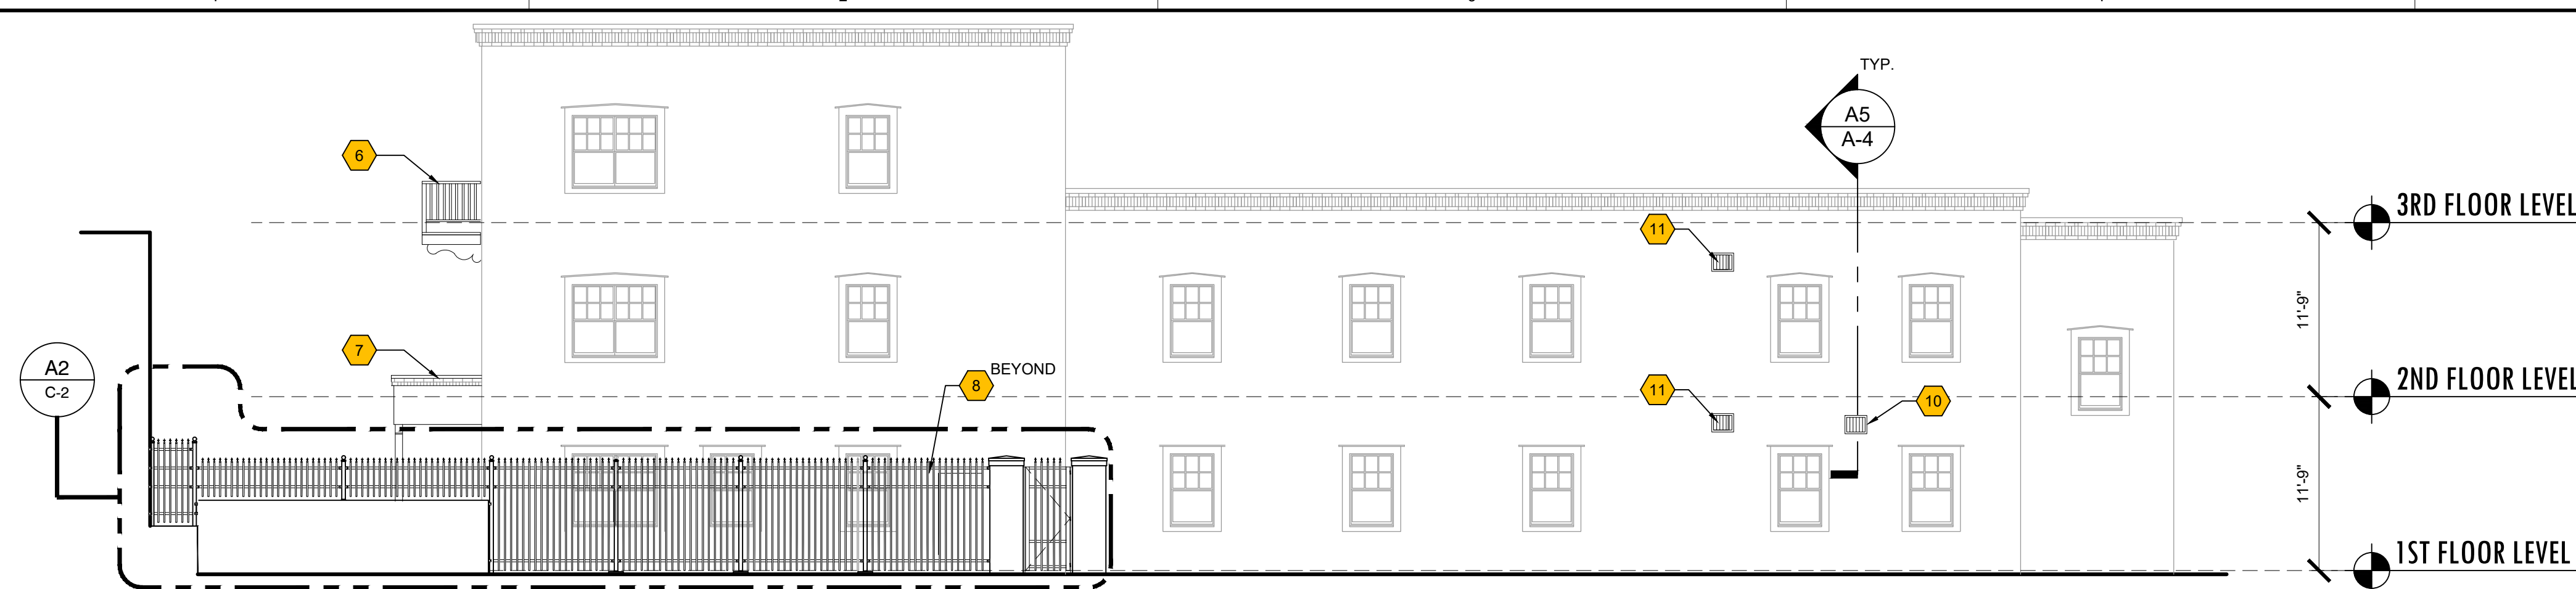 TYP.
A5
A-4
6
3RD FLOOR LEVEL
11
11'-9"
7
A2
C-2
BEYOND
8
11
10
2ND FLOOR LEVEL
11'-9"
1ST FLOOR LEVEL